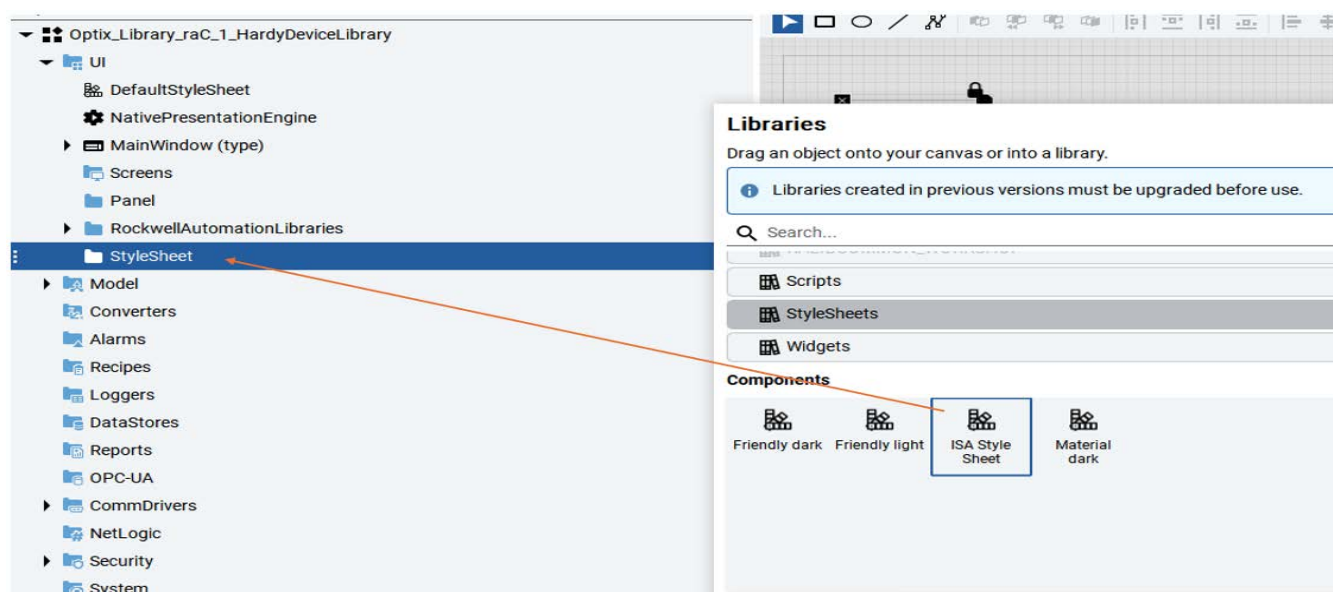 Optix_Library_raC_1_HardyDeviceLibrary
UI
DefaultStyleSheet
NativePresentationEngine
MainWindow (type)
Screens
Panel
RockwellAutomationLibraries
StyleSheet
Model
Converters
Alarms
Recipes
Loggers
DataStores
Reports
OPC-UA
CommDrivers
NetLogic
Security
System
Libraries
Drag an object onto your canvas or into a library.
Libraries created in previous versions must be upgraded before use.
Search...
Scripts
StyleSheets
Widgets
Components
Friendly dark
Friendly light
ISA Style
Sheet
Material
dark